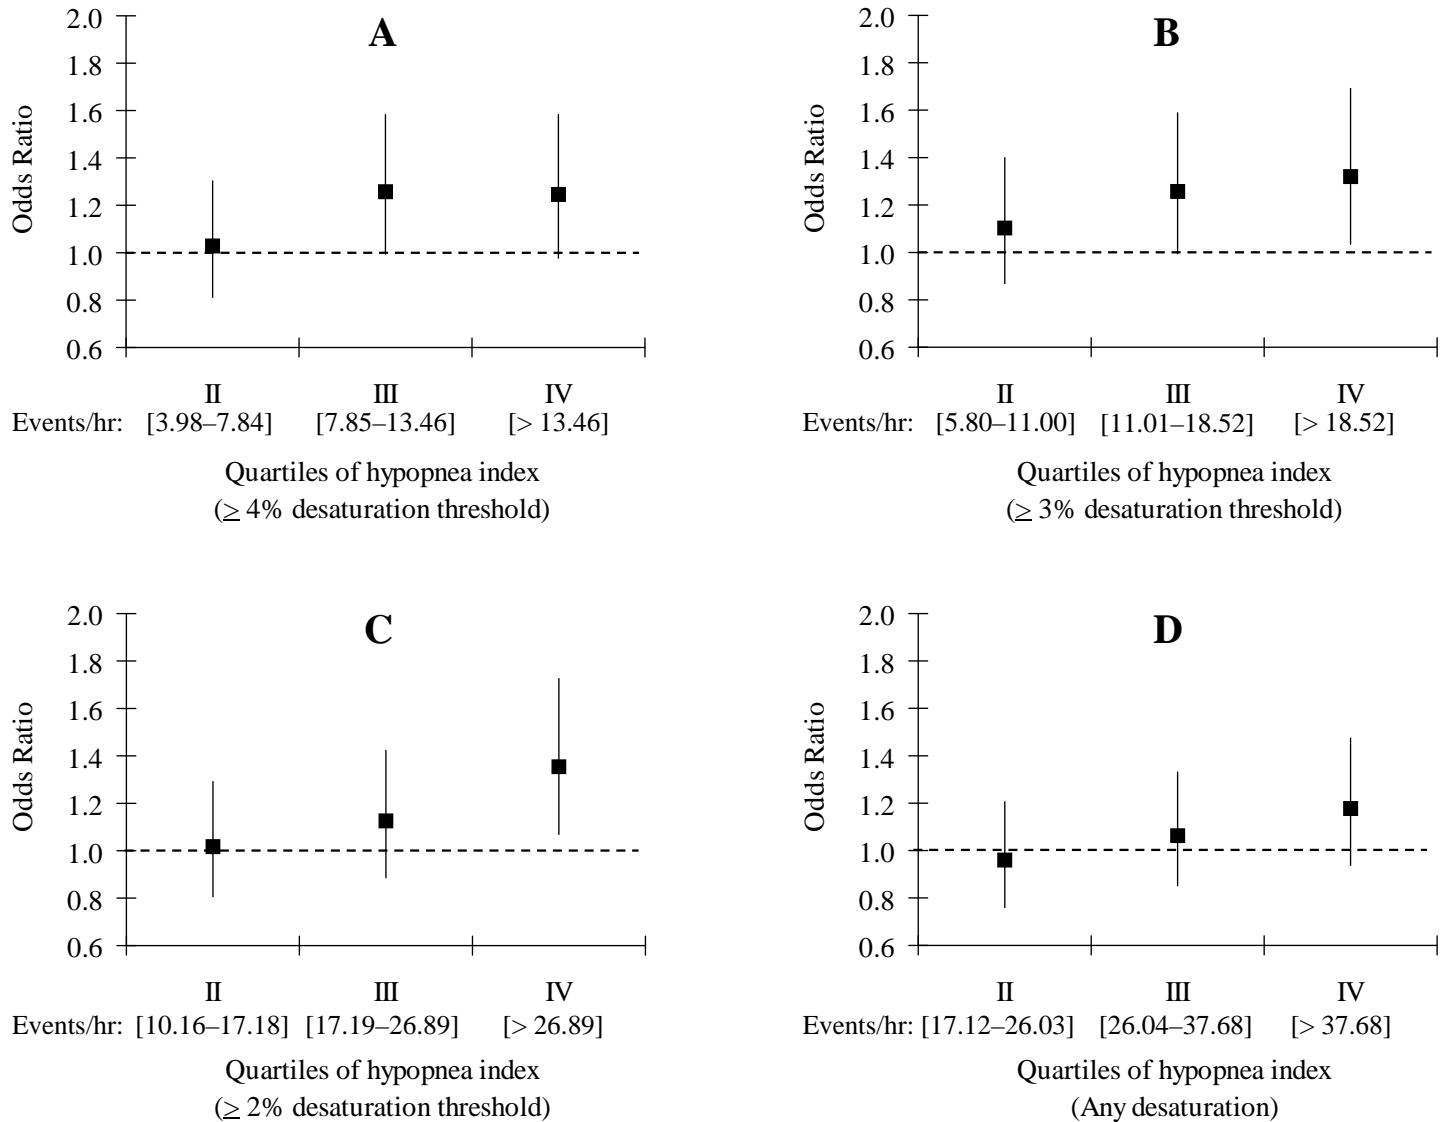 A
2.0
1.8
1.6
1.4
1.2
1.0
0.8
0.6
Odds Ratio
II III IV
Events/hr: [3.98–7.84] [7.85–13.46] [> 13.46]
Quartiles of hypopnea index
(≥ 4% desaturation threshold)
B
2.0
1.8
1.6
1.4
1.2
1.0
0.8
0.6
Odds Ratio
II III IV
Events/hr: [5.80–11.00] [11.01–18.52] [> 18.52]
Quartiles of hypopnea index
(≥ 3% desaturation threshold)
C
2.0
1.8
1.6
1.4
1.2
1.0
0.8
0.6
Odds Ratio
II III IV
Events/hr: [10.16–17.18] [17.19–26.89] [> 26.89]
Quartiles of hypopnea index
(≥ 2% desaturation threshold)
D
2.0
1.8
1.6
1.4
1.2
1.0
0.8
0.6
Odds Ratio
II III IV
Events/hr: [17.12–26.03] [26.04–37.68] [> 37.68]
Quartiles of hypopnea index
(Any desaturation)